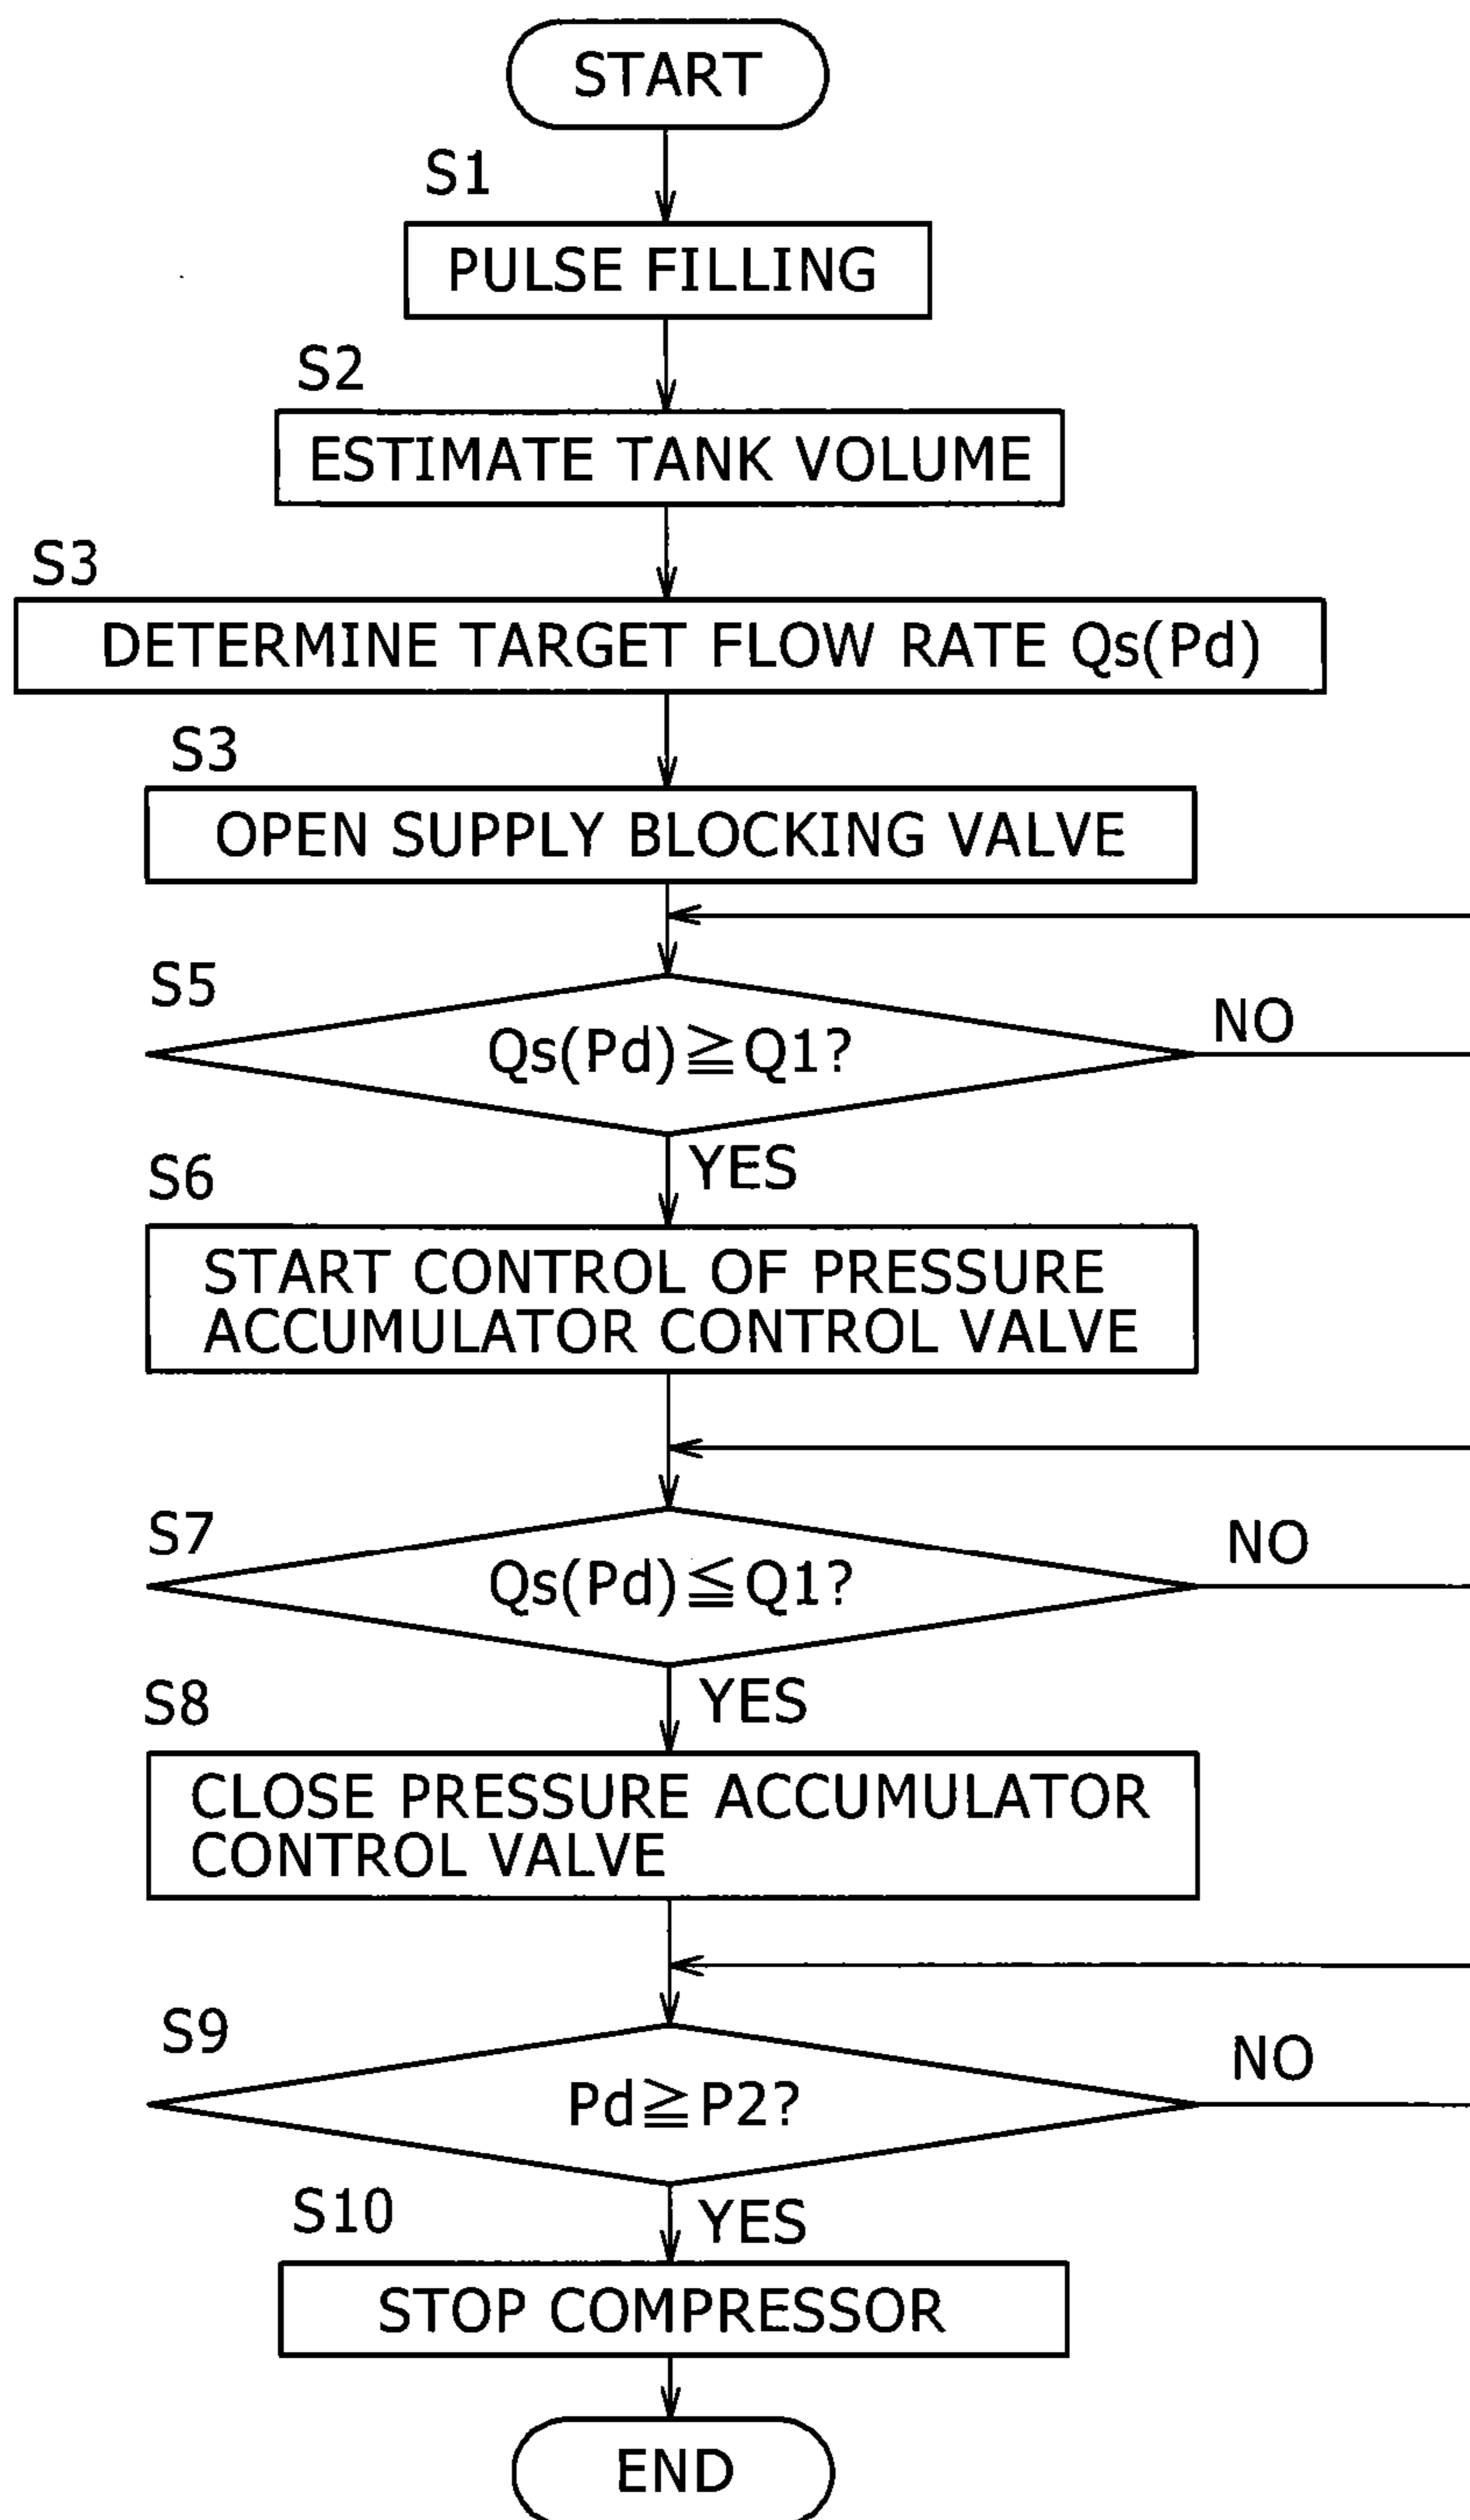 START
S1
PULSE FILLING
S2
ESTIMATE TANK VOLUME
S3
DETERMINE TARGET FLOW RATE Qs(Pd)
S3
OPEN SUPPLY BLOCKING VALVE
S5
Qs(Pd)≧Q1?
NO
YES
S6
START CONTROL OF PRESSURE
ACCUMULATOR CONTROL VALVE
S7
Qs(Pd)≦Q1?
NO
YES
S8
CLOSE PRESSURE ACCUMULATOR
CONTROL VALVE
S9
Pd≧P2?
NO
YES
S10
STOP COMPRESSOR
END